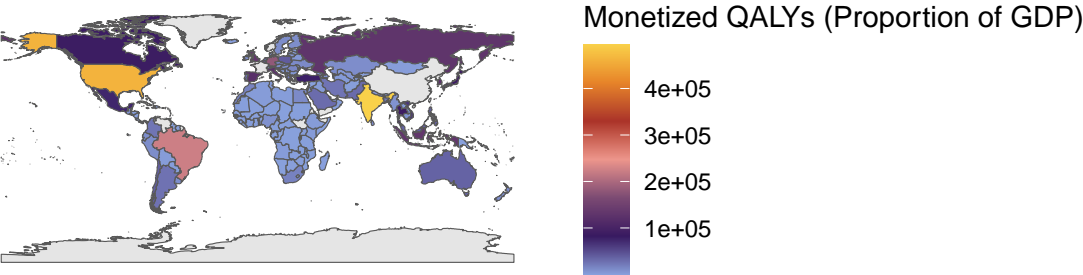 Monetized QALYs (Proportion of GDP)
4e+05
3e+05
2e+05
1e+05